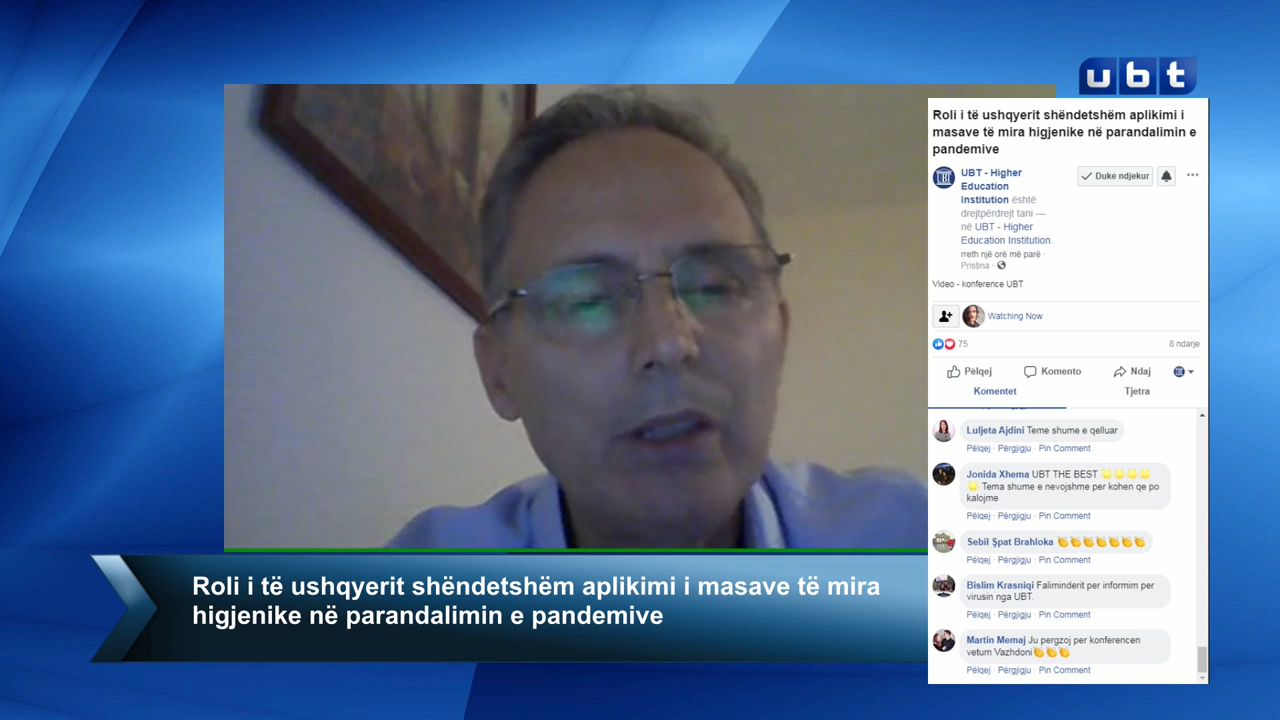 ubt
Roli i të ushqyerit shëndetshëm aplikimi i
masave të mira higjenike në parandalimin e
pandemive
UBT - Higher
Education
Institution është
drejtpërdrejt tani —
në UBT - Higher
Education Institution.
rreth një orë më parë ·
Pristina ·
Duke ndjekur
Video - konference UBT
Watching Now
75
8 ndarje
Pëlqej Komento Ndaj
Komentet Tjetra
Luljeta Ajdini Teme shume e qelluar
Pëlqej · Përgjigju · Pin Comment
Jonida Xhema UBT THE BEST
Tema shume e nevojshme per kohen qe po
kalojme
Pëlqej · Përgjigju · Pin Comment
Sebil Şpat Brahloka
Pëlqej · Përgjigju · Pin Comment
Bislim Krasniqi Faliminderit per informim per
virusin nga UBT.
Pëlqej · Përgjigju · Pin Comment
Martin Memaj Ju pergzoj per konferencen
vetum Vazhdoni
Pëlqej · Përgjigju · Pin Comment
Roli i të ushqyerit shëndetshëm aplikimi i masave të mira
higjenike në parandalimin e pandemive